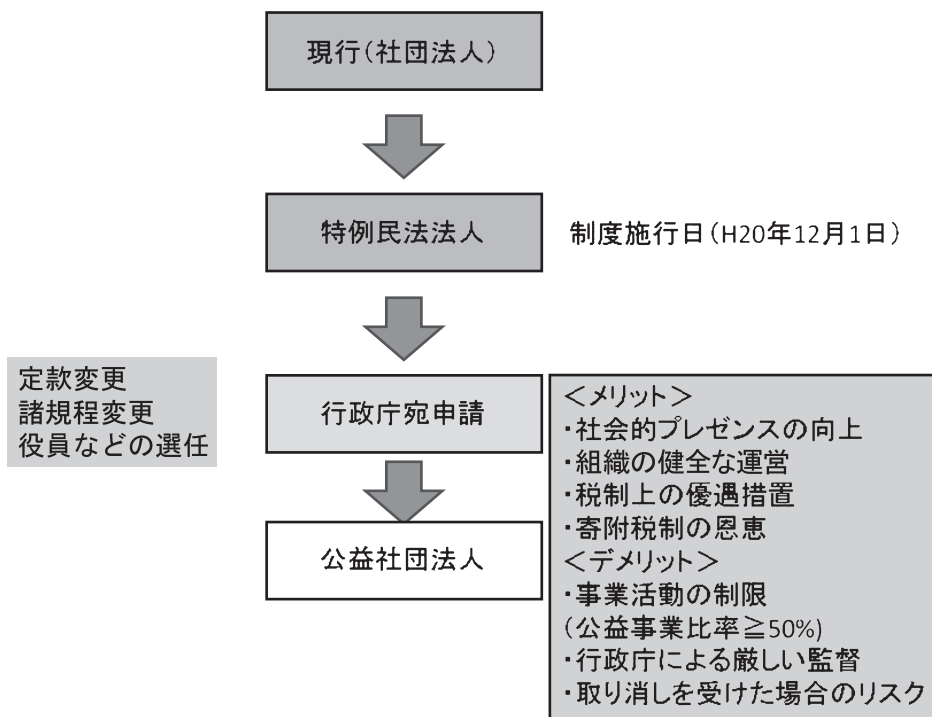 現行(社団法人)
特例民法法人
制度施行日(H20年12月1日)
定款変更
諸規程変更
役員などの選任
行政庁宛申請
公益社団法人
＜メリット＞
・社会的プレゼンスの向上
・組織の健全な運営
・税制上の優遇措置
・寄附税制の恩恵
＜デメリット＞
・事業活動の制限
(公益事業比率≧50%)
・行政庁による厳しい監督
・取り消しを受けた場合のリスク